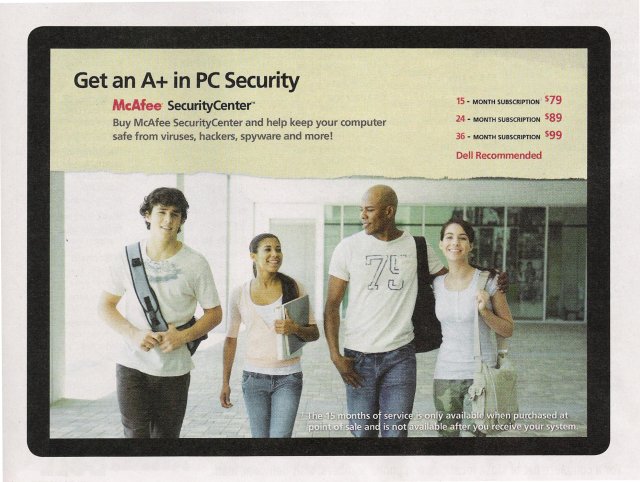 Get an A+ in PC Security
McAfee® SecurityCenter™
Buy McAfee SecurityCenter and help keep your computer
safe from viruses, hackers, spyware and more!
15 - MONTH SUBSCRIPTION $79
24 - MONTH SUBSCRIPTION $89
36 - MONTH SUBSCRIPTION $99
Dell Recommended
75
The 15 months of service is only available when purchased at
point of sale and is not available after you receive your system.